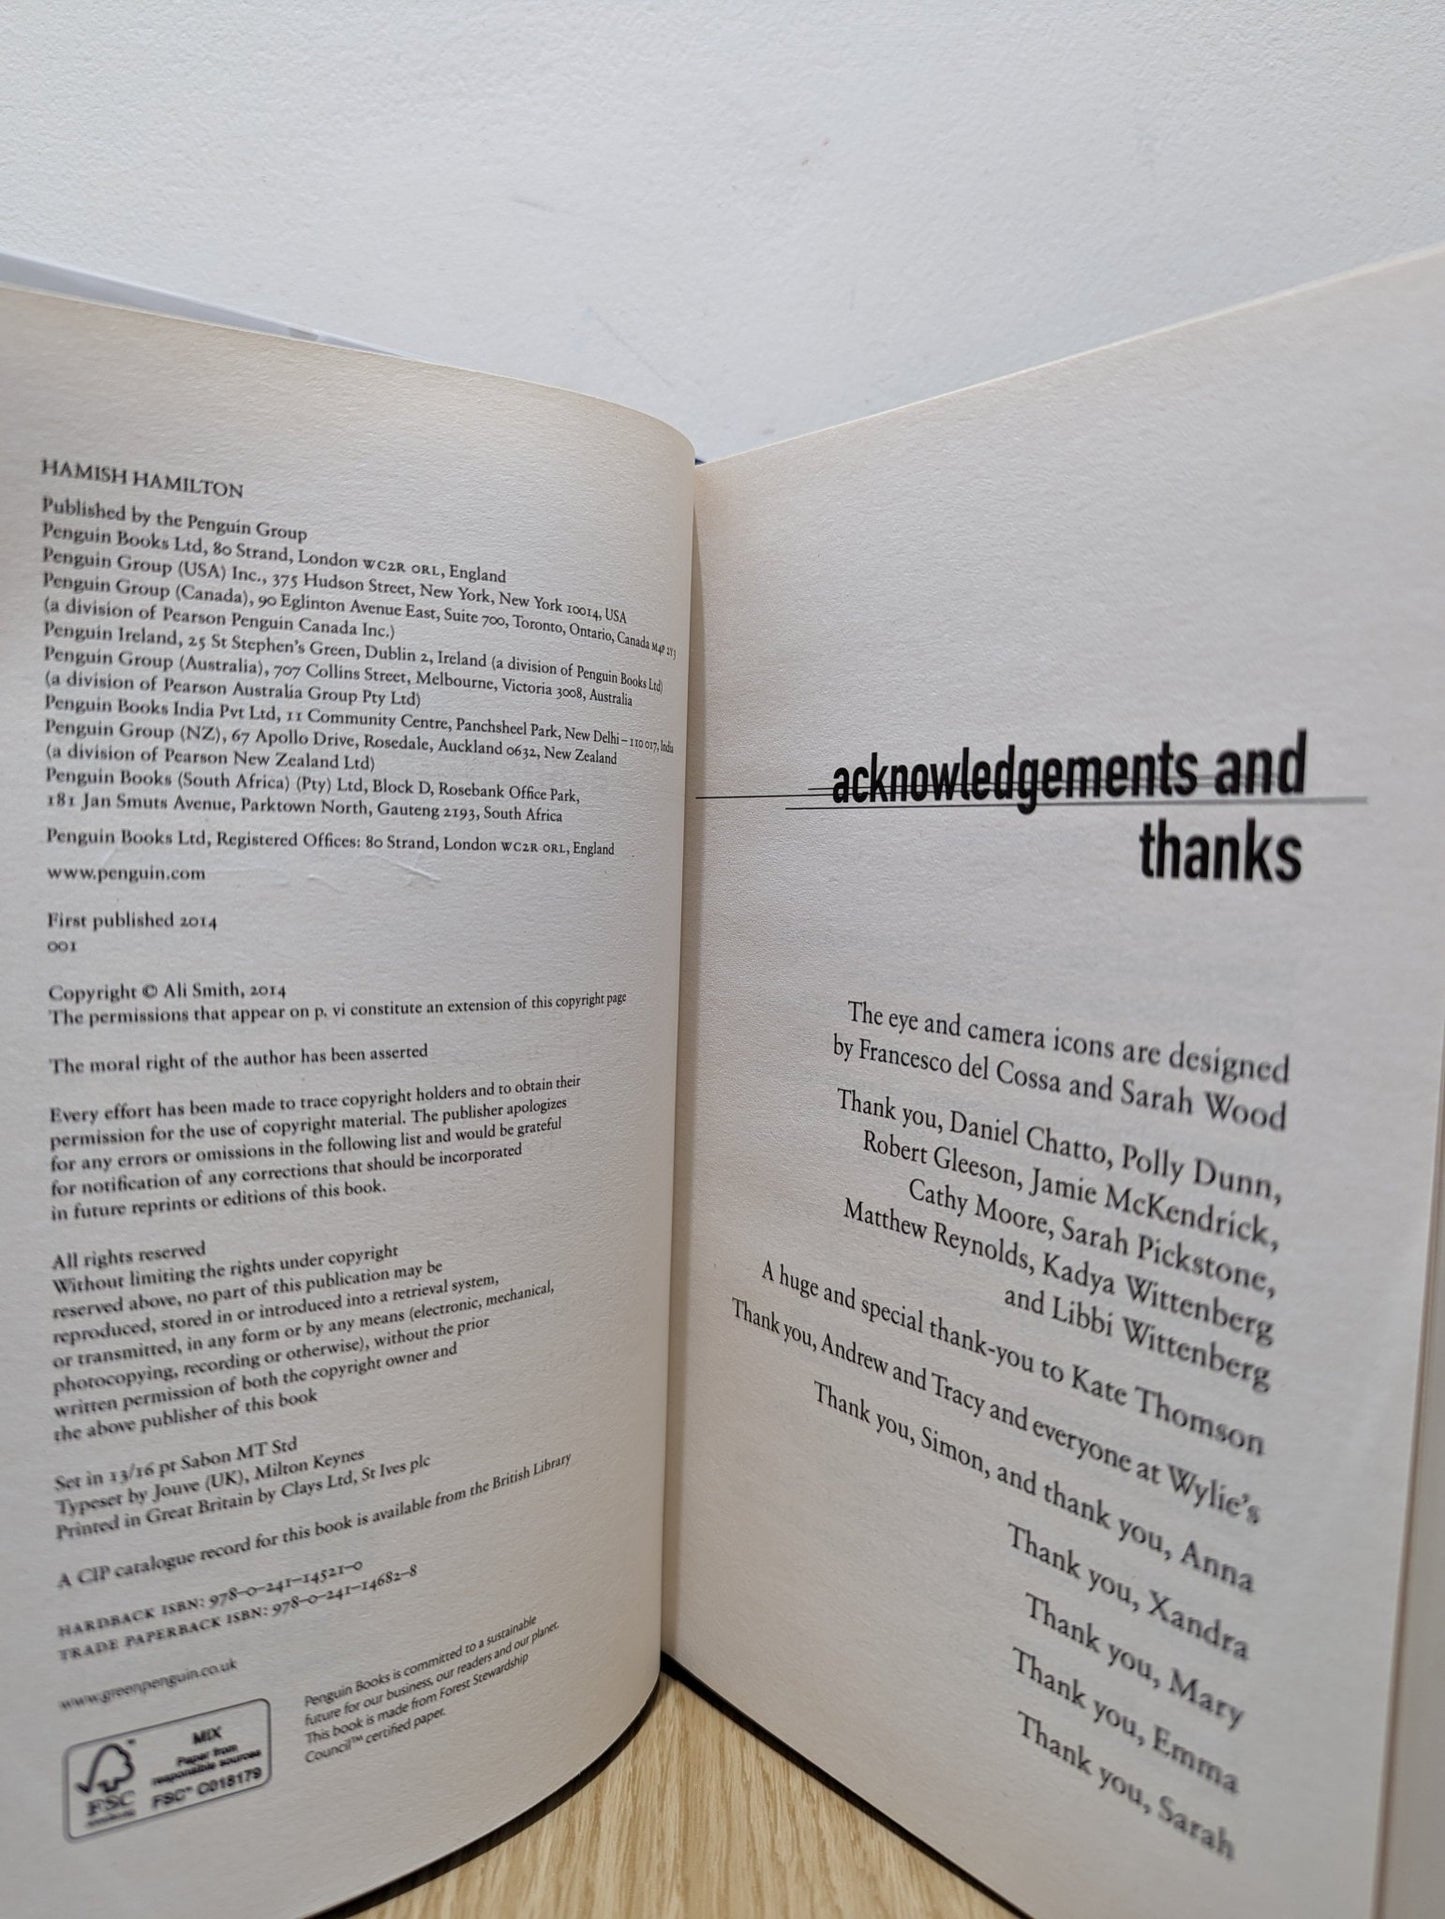 HAMISH HAMILTON
Published by the Penguin Group
Penguin Books Ltd, 80 Strand, London WC2R 0RL, England
Penguin Group (USA) Inc., 375 Hudson Street, New York, New York 10014, USA
Penguin Group (Canada), 90 Eglinton Avenue East, Suite 700, Toronto, Ontario, Canada M4P 2Y3
(a division of Pearson Penguin Canada Inc.)
Penguin Ireland, 25 St Stephen's Green, Dublin 2, Ireland (a division of Penguin Books Ltd)
Penguin Group (Australia), 707 Collins Street, Melbourne, Victoria 3008, Australia
(a division of Pearson Australia Group Pty Ltd)
Penguin Books India Pvt Ltd, 11 Community Centre, Panchsheel Park, New Delhi – 110 017, India
Penguin Group (NZ), 67 Apollo Drive, Rosedale, Auckland 0632, New Zealand
(a division of Pearson New Zealand Ltd)
Penguin Books (South Africa) (Pty) Ltd, Block D, Rosebank Office Park,
181 Jan Smuts Avenue, Parktown North, Gauteng 2193, South Africa
Penguin Books Ltd, Registered Offices: 80 Strand, London WC2R 0RL, England
www.penguin.com
First published 2014
001
Copyright © Ali Smith, 2014
The permissions that appear on p. vi constitute an extension of this copyright page
The moral right of the author has been asserted
Every effort has been made to trace copyright holders and to obtain their
permission for the use of copyright material. The publisher apologizes
for any errors or omissions in the following list and would be grateful
for notification of any corrections that should be incorporated
in future reprints or editions of this book.
All rights reserved
Without limiting the rights under copyright
reserved above, no part of this publication may be
reproduced, stored in or introduced into a retrieval system,
or transmitted, in any form or by any means (electronic, mechanical,
photocopying, recording or otherwise), without the prior
written permission of both the copyright owner and
the above publisher of this book
Set in 13/16 pt Sabon MT Std
Typeset by Jouve (UK), Milton Keynes
Printed in Great Britain by Clays Ltd, St Ives plc
A CIP catalogue record for this book is available from the British Library
HARDBACK ISBN: 978–0–241–14521–0
TRADE PAPERBACK ISBN: 978–0–241–14682–8
www.greenpenguin.co.uk
FSC
MIX
Paper from
responsible sources
FSC™ C018179
Penguin Books is committed to a sustainable
future for our business, our readers and our planet.
This book is made from Forest Stewardship
Council™ certified paper.
acknowledgements and
thanks
The eye and camera icons are designed
by Francesco del Cossa and Sarah Wood
Thank you, Daniel Chatto, Polly Dunn,
Robert Gleeson, Jamie McKendrick,
Cathy Moore, Sarah Pickstone,
Matthew Reynolds, Kadya Wittenberg
and Libbi Wittenberg
A huge and special thank-you to Kate Thomson
Thank you, Andrew and Tracy and everyone at Wylie's
Thank you, Simon, and thank you, Anna
Thank you, Xandra
Thank you, Mary
Thank you, Emma
Thank you, Sarah